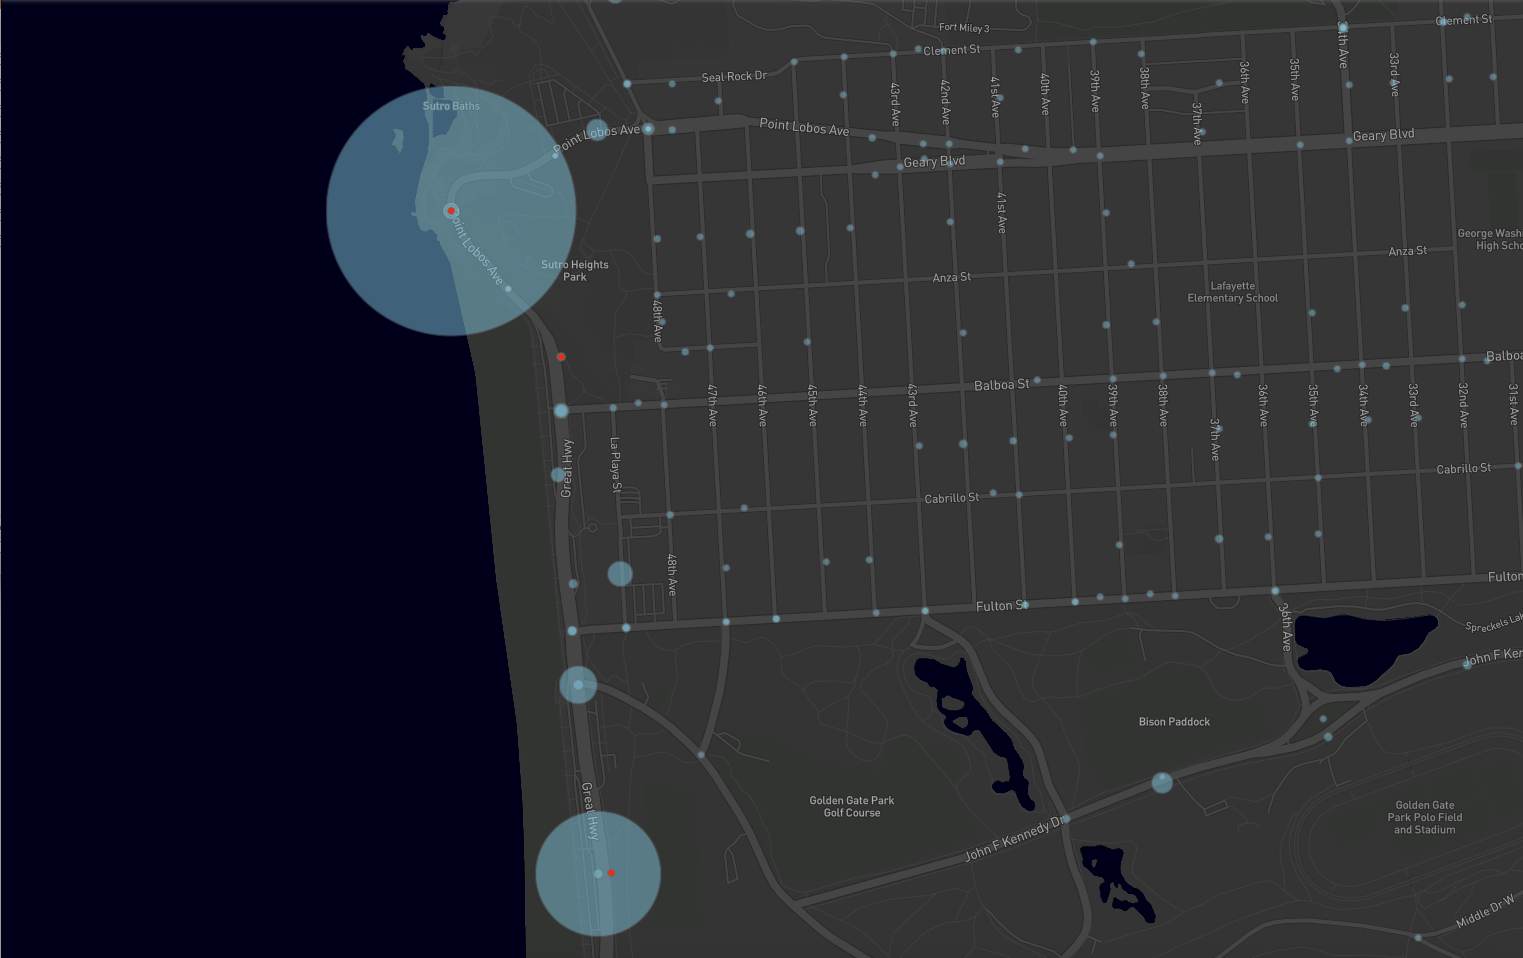 Fort Miley 3
Clement St
Clement St
Seal Rock Dr
Sutro Baths
Point Lobos Ave
Point Lobos Ave
Point Lobos Ave
Geary Blvd
Geary Blvd
43rd Ave
42nd Ave
41st Ave
40th Ave
39th Ave
38th Ave
37th Ave
36th Ave
35th Ave
34th Ave
33rd Ave
41st Ave
Sutro Heights
Park
Anza St
Anza St
George Wash
High Scho
Lafayette
Elementary School
48th Ave
Balboa St
Balboa
47th Ave
46th Ave
45th Ave
44th Ave
43rd Ave
40th Ave
39th Ave
38th Ave
37th Ave
36th Ave
35th Ave
34th Ave
33rd Ave
32nd Ave
31st Ave
Great Hwy
La Playa St
Cabrillo St
Cabrillo St
48th Ave
Fulton St
Fulton
36th Ave
Spreckels Lak
John F Ken
Bison Paddock
Golden Gate Park
Golf Course
Great Hwy
John F Kennedy Dr
Golden Gate
Park Polo Field
and Stadium
Middle Dr W